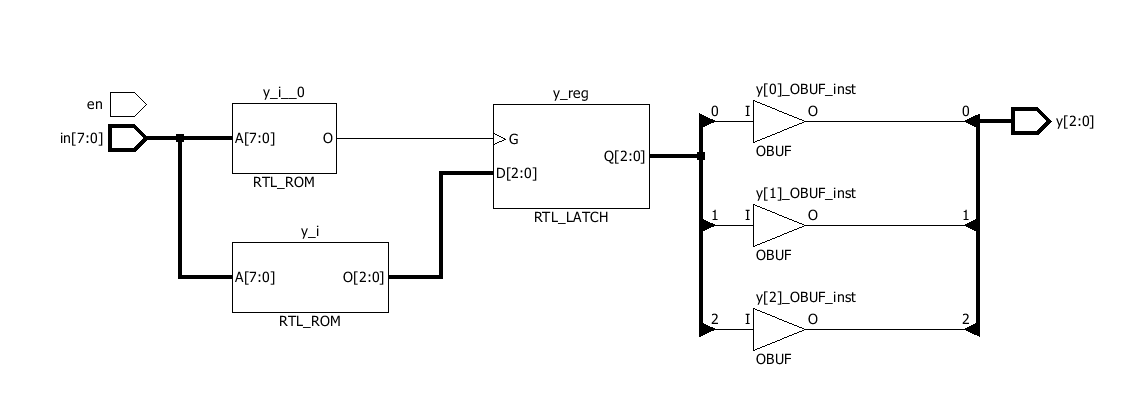 en
in[7:0]
y_i__0
A[7:0]
O
RTL_ROM
y_i
A[7:0]
O[2:0]
RTL_ROM
y_reg
G
D[2:0]
Q[2:0]
RTL_LATCH
y[0]_OBUF_inst
0
I
O
0
OBUF
y[1]_OBUF_inst
1
I
O
1
OBUF
y[2]_OBUF_inst
2
I
O
2
OBUF
y[2:0]